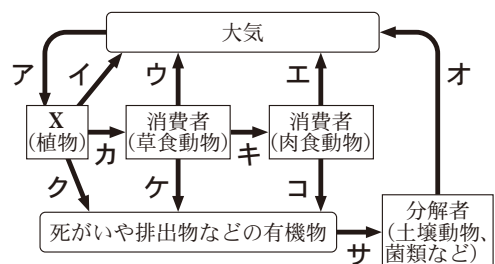 大気
ア
イ
ウ
エ
オ
X
(植物)
カ
消費者
(草食動物)
キ
消費者
(肉食動物)
ク
ケ
コ
死がいや排出物などの有機物
サ
分解者
(土壌動物、
菌類など)